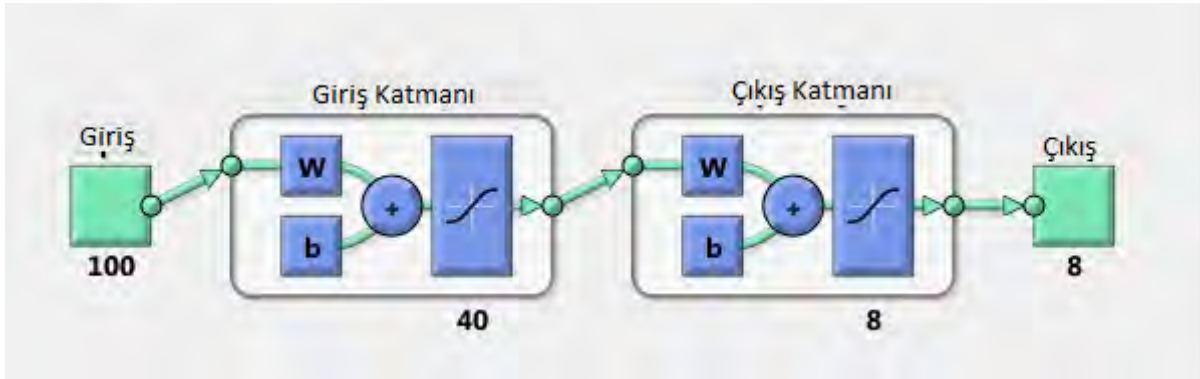 Giriş Katmanı
Çıkış Katmanı
Giriş
Çıkış
W
W
+
+
b
b
100
8
40
8